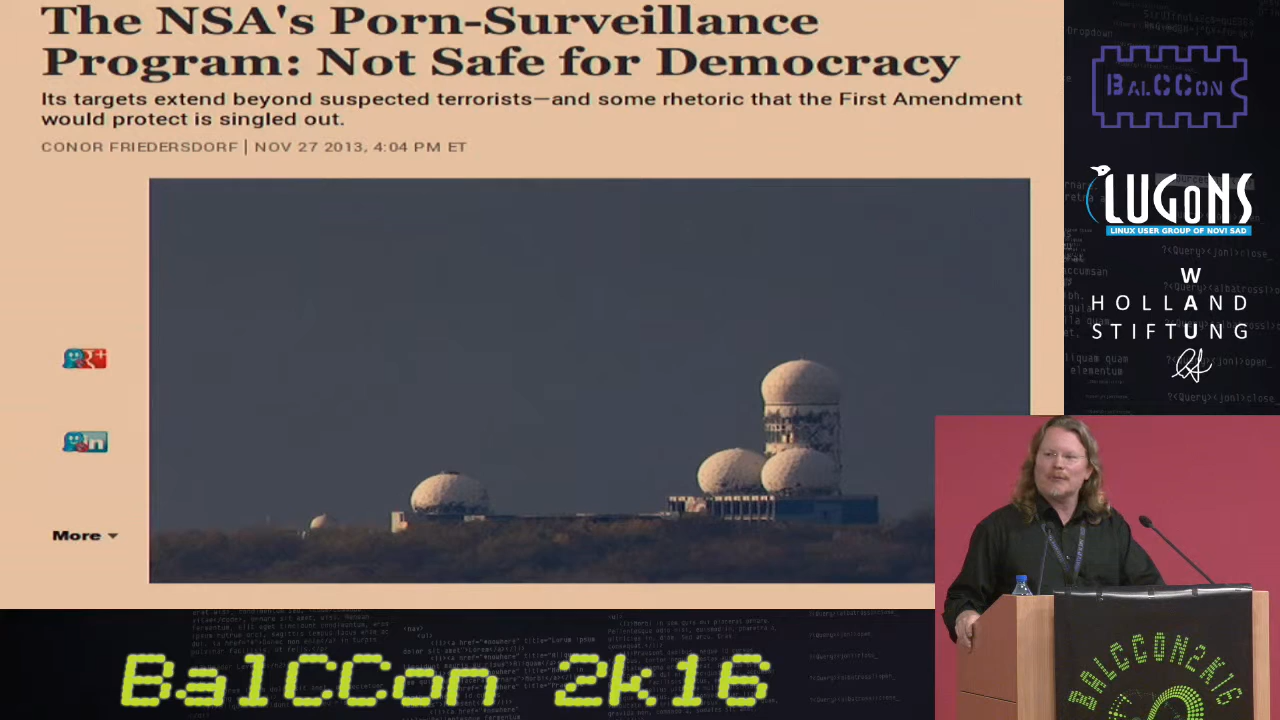 The NSA's Porn-Surveillance
Program: Not Safe for Democracy
Its targets extend beyond suspected terrorists—and some rhetoric that the First Amendment
would protect is singled out.
CONOR FRIEDERSDORF | NOV 27 2013, 4:04 PM ET
More
BALCCON
LUGONS
LINUX USER GROUP OF NOVI SAD
W
HOLLAND
STIFTUNG
BalCCon 2k16
BALCCON.ORG